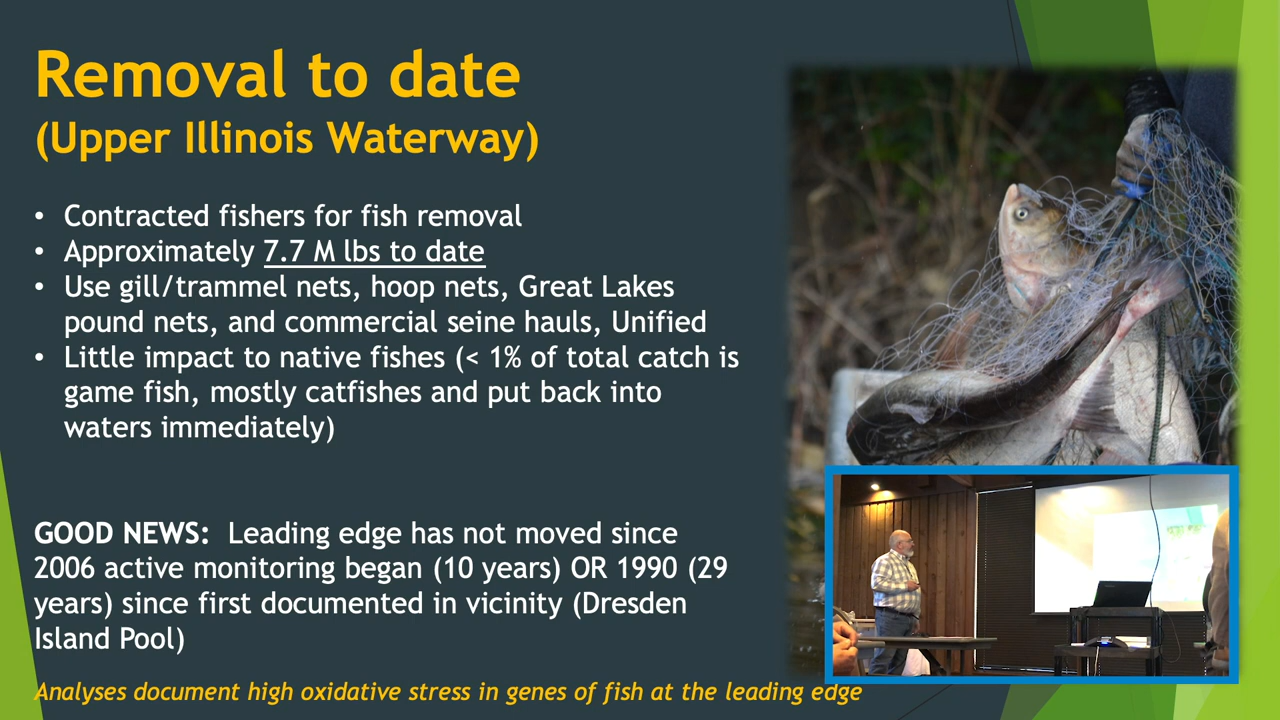 Removal to date
(Upper Illinois Waterway)
• Contracted fishers for fish removal
• Approximately 7.7 M lbs to date
• Use gill/trammel nets, hoop nets, Great Lakes
pound nets, and commercial seine hauls, Unified
• Little impact to native fishes (< 1% of total catch is
game fish, mostly catfishes and put back into
waters immediately)
GOOD NEWS: Leading edge has not moved since
2006 active monitoring began (10 years) OR 1990 (29
years) since first documented in vicinity (Dresden
Island Pool)
Analyses document high oxidative stress in genes of fish at the leading edge